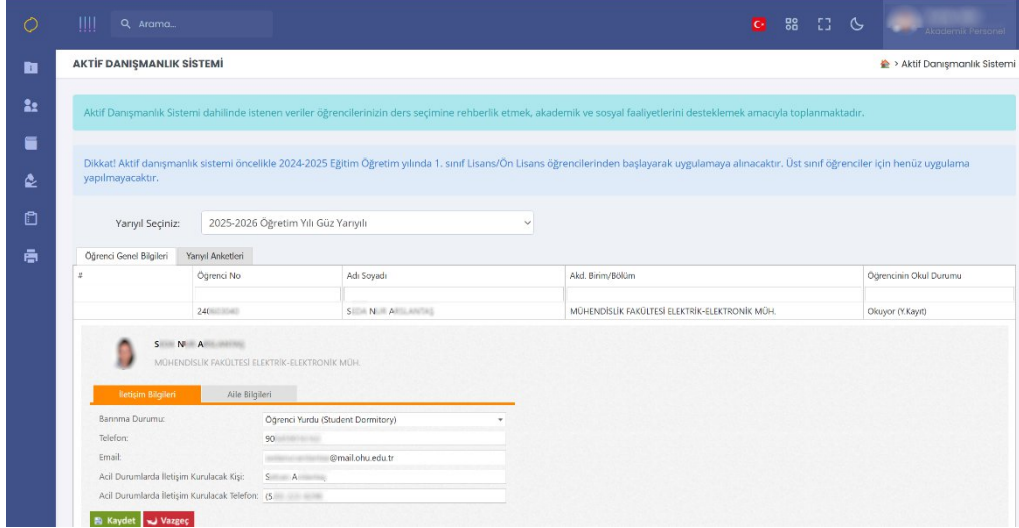 Arama...
Akademik Personel
AKTİF DANIŞMANLIK SİSTEMİ
> Aktif Danışmanlık Sistemi
Aktif Danışmanlık Sistemi dahilinde istenen veriler öğrencilerinizin ders seçimine rehberlik etmek, akademik ve sosyal faaliyetlerini desteklemek amacıyla toplanmaktadır.
Dikkat! Aktif danışmanlık sistemi öncelikle 2024-2025 Eğitim Öğretim yılında 1. sınıf Lisans/Ön Lisans öğrencilerinden başlayarak uygulamaya alınacaktır. Üst sınıf öğrenciler için henüz uygulama
yapılmayacaktır.
Yarıyıl Seçiniz: 2025-2026 Öğretim Yılı Güz Yarıyılı
Öğrenci Genel Bilgileri Yarıyıl Anketleri
# Öğrenci No Adı Soyadı Akd. Birim/Bölüm Öğrencinin Okul Durumu
240 S N A MÜHENDİSLİK FAKÜLTESİ ELEKTRİK-ELEKTRONİK MÜH. Okuyor (Y.Kayıt)
S N A
MÜHENDİSLİK FAKÜLTESİ ELEKTRİK-ELEKTRONİK MÜH.
İletişim Bilgileri Aile Bilgileri
Barınma Durumu: Öğrenci Yurdu (Student Dormitory)
Telefon: 90
Email: @mail.ohu.edu.tr
Acil Durumlarda İletişim Kurulacak Kişi: S A
Acil Durumlarda İletişim Kurulacak Telefon: (5
Kaydet Vazgeç